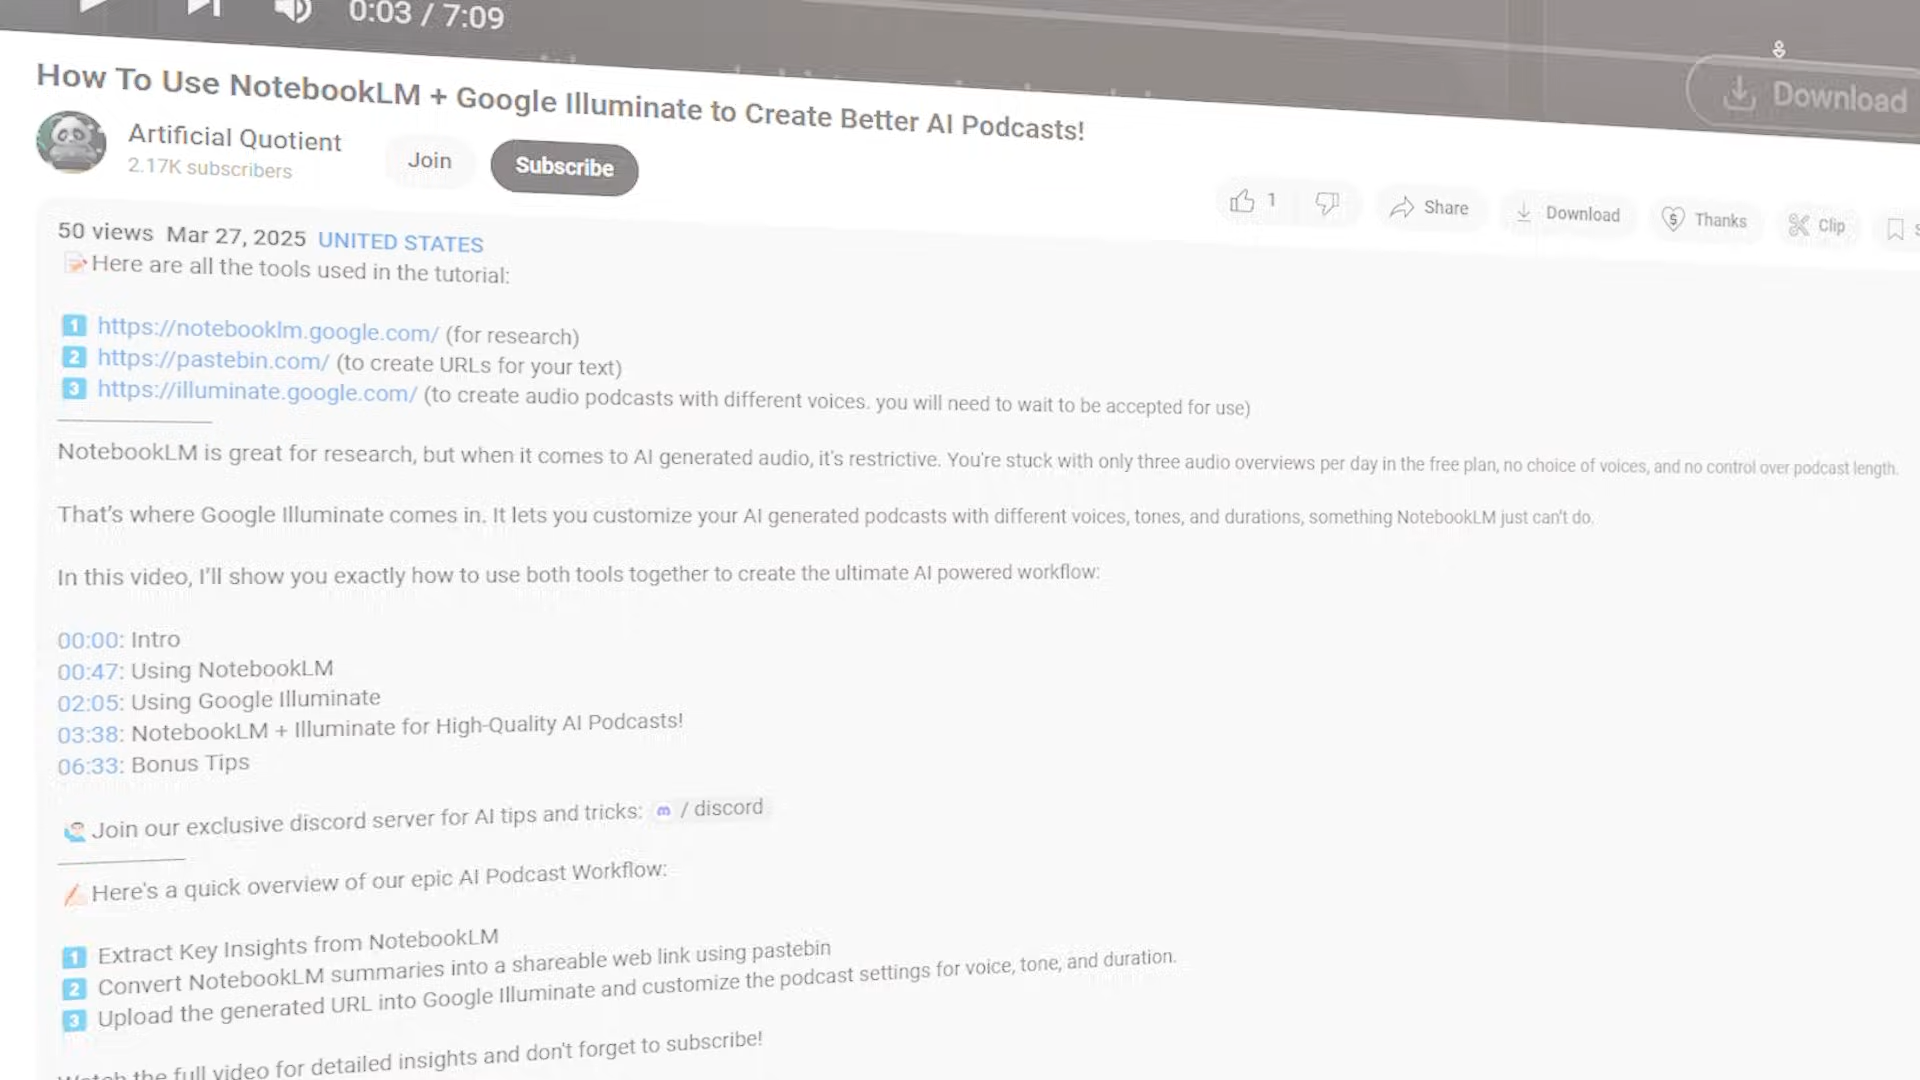 0:03 / 7:09
Download
How To Use NotebookLM + Google Illuminate to Create Better AI Podcasts!
Artificial Quotient
2.17K subscribers
Join
Subscribe
1
Share
Download
Thanks
Clip
50 views Mar 27, 2025 UNITED STATES
📝Here are all the tools used in the tutorial:
1 https://notebooklm.google.com/ (for research)
2 https://pastebin.com/ (to create URLs for your text)
3 https://illuminate.google.com/ (to create audio podcasts with different voices. you will need to wait to be accepted for use)
NotebookLM is great for research, but when it comes to AI generated audio, it's restrictive. You're stuck with only three audio overviews per day in the free plan, no choice of voices, and no control over podcast length.
That's where Google Illuminate comes in. It lets you customize your AI generated podcasts with different voices, tones, and durations, something NotebookLM just can't do.
In this video, I'll show you exactly how to use both tools together to create the ultimate AI powered workflow:
00:00: Intro
00:47: Using NotebookLM
02:05: Using Google Illuminate
03:38: NotebookLM + Illuminate for High-Quality AI Podcasts!
06:33: Bonus Tips
Join our exclusive discord server for AI tips and tricks: / discord
Here's a quick overview of our epic AI Podcast Workflow:
1 Extract Key Insights from NotebookLM
2 Convert NotebookLM summaries into a shareable web link using pastebin
3 Upload the generated URL into Google Illuminate and customize the podcast settings for voice, tone, and duration.
Watch the full video for detailed insights and don't forget to subscribe!